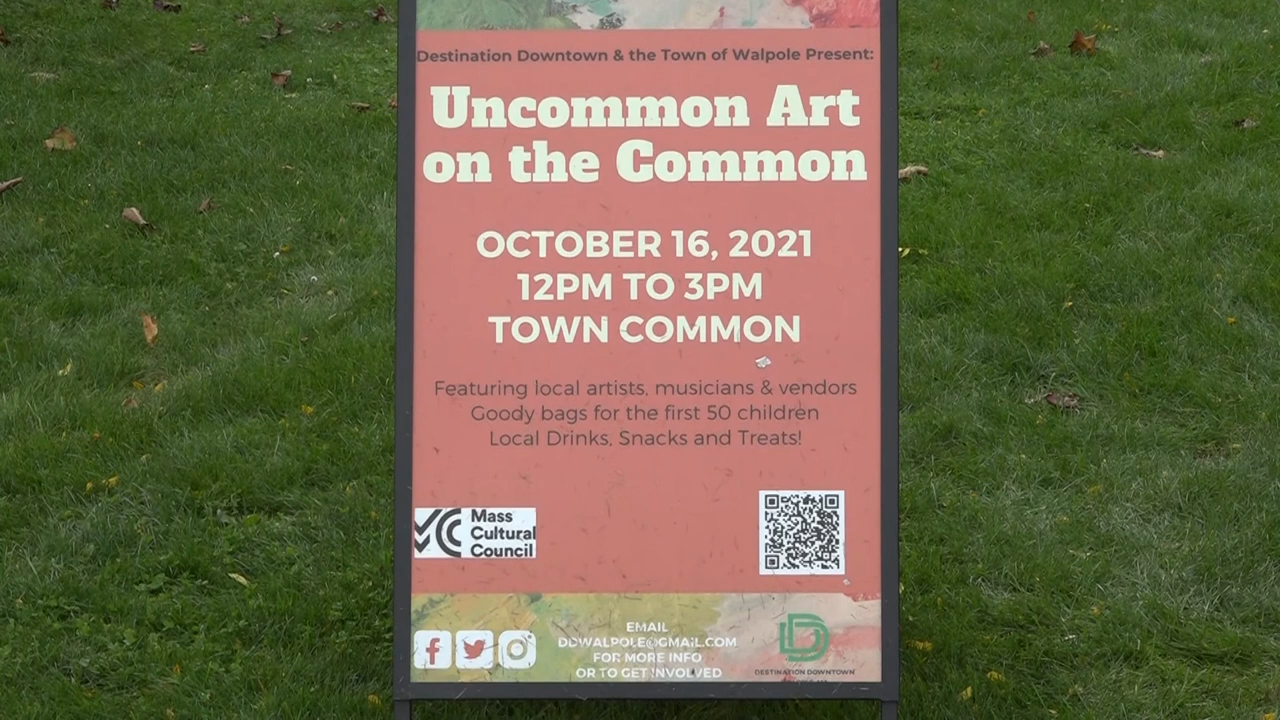 Destination Downtown & the Town of Walpole Present:
Uncommon Art
on the Common
OCTOBER 16, 2021
12PM TO 3PM
TOWN COMMON
Featuring local artists, musicians & vendors
Goody bags for the first 50 children
Local Drinks, Snacks and Treats!
Mass
Cultural
Council
EMAIL
DDWALPOLE@GMAIL.COM
FOR MORE INFO
OR TO GET INVOLVED
DESTINATION DOWNTOWN